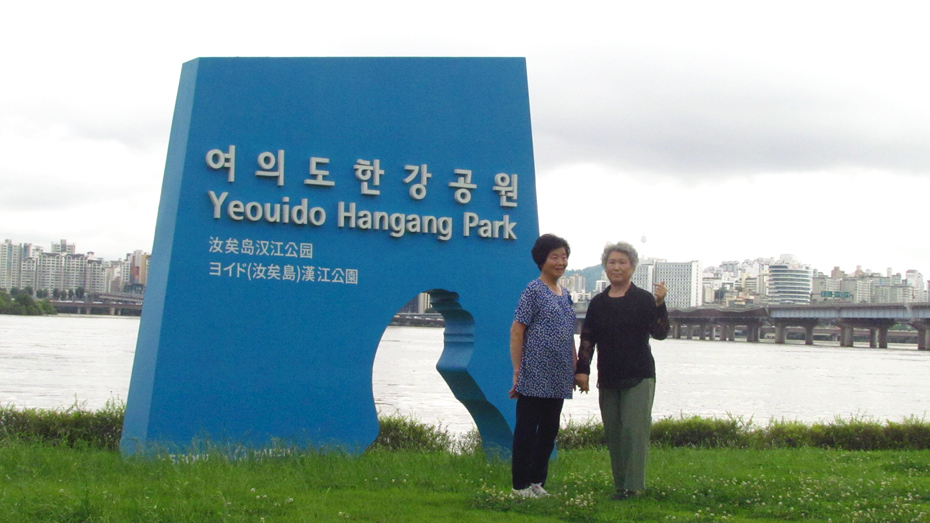 여의도한강공원
Yeouido Hangang Park
汝矣岛汉江公园
ヨイド(汝矣島)漢江公園